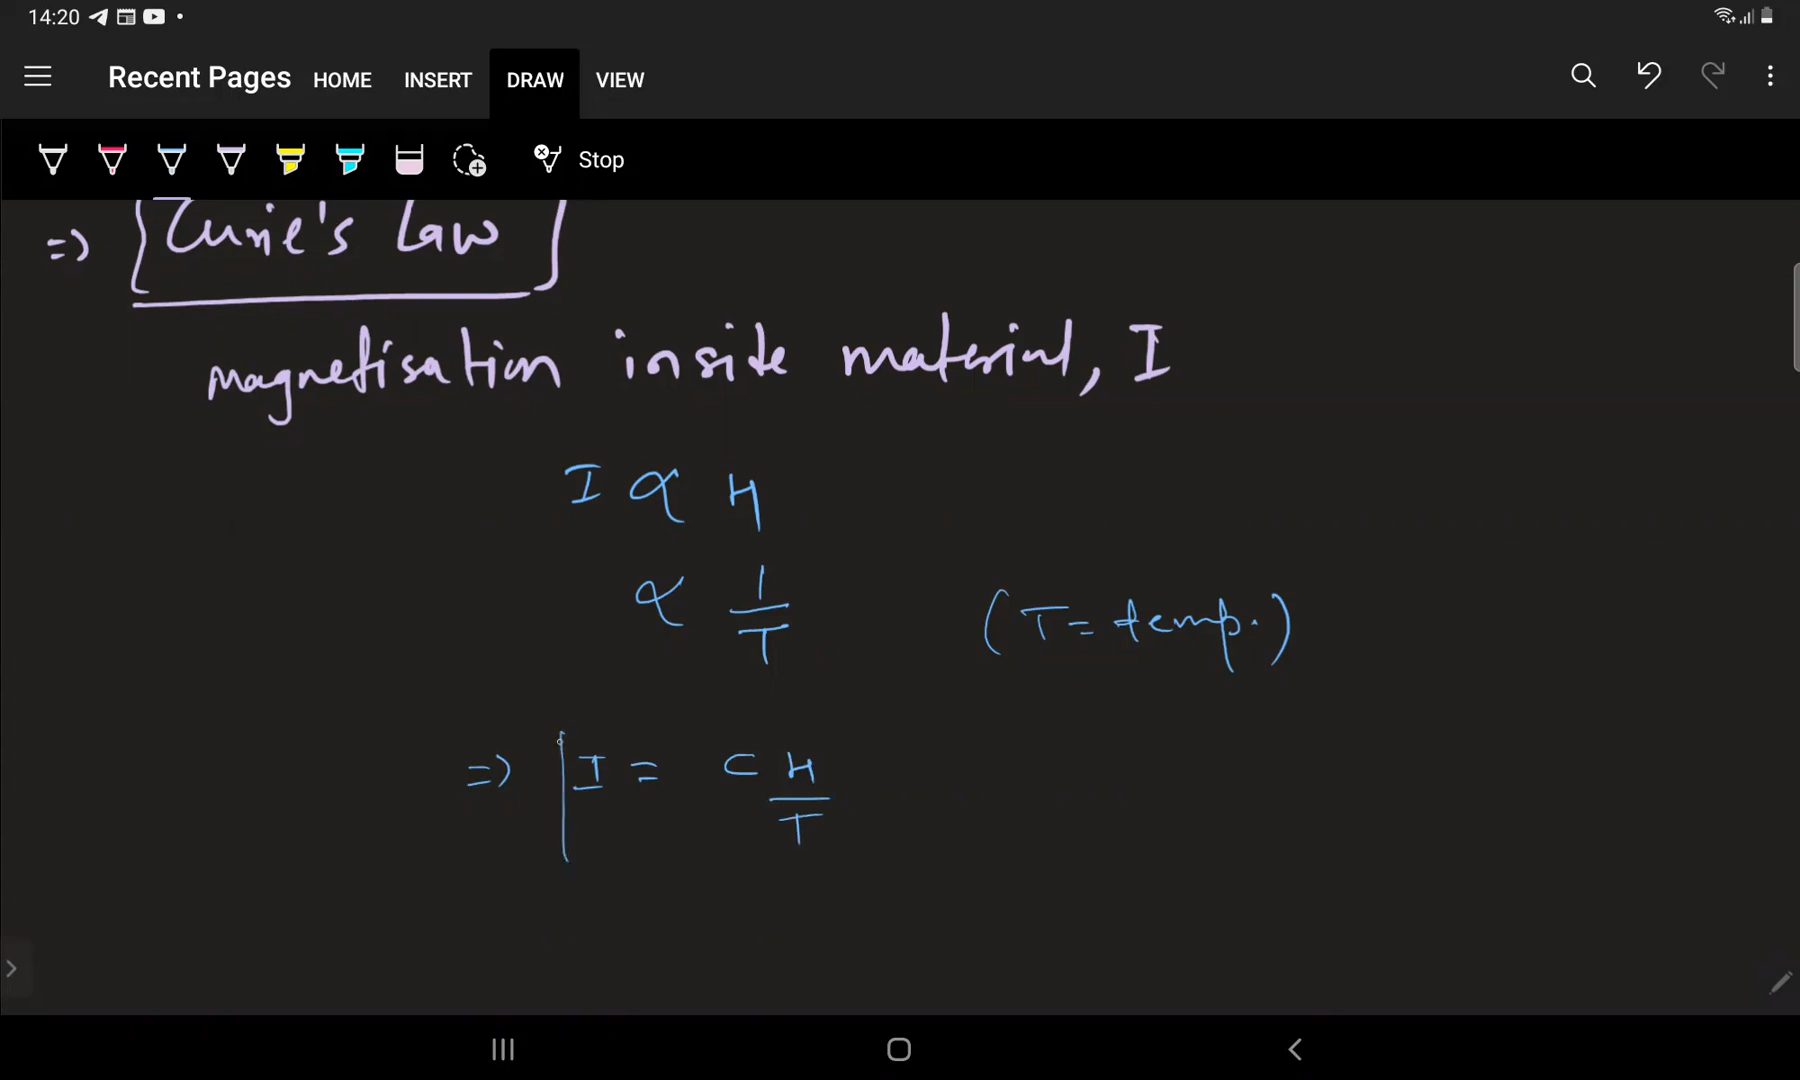 14:20
Recent Pages HOME INSERT DRAW VIEW
Stop
=> [Curie's Law]
magnetisation inside material, I
I ∝ H
∝ 1/T (T = temp.)
=> |I = C H/T